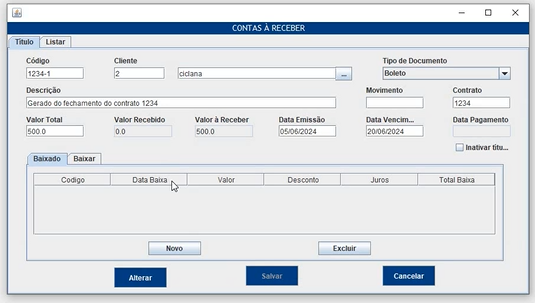 CONTAS À RECEBER
Título Listar
Código Cliente Tipo de Documento
1234-1 2 ciclana ... Boleto
Descrição Movimento Contrato
Gerado do fechamento do contrato 1234 1234
Valor Total Valor Recebido Valor à Receber Data Emissão Data Vencim... Data Pagamento
500.0 0.0 500.0 05/06/2024 20/06/2024
Inativar títu...
Baixado Baixar
Codigo Data Baixa Valor Desconto Juros Total Baixa
Novo Excluir
Alterar Salvar Cancelar